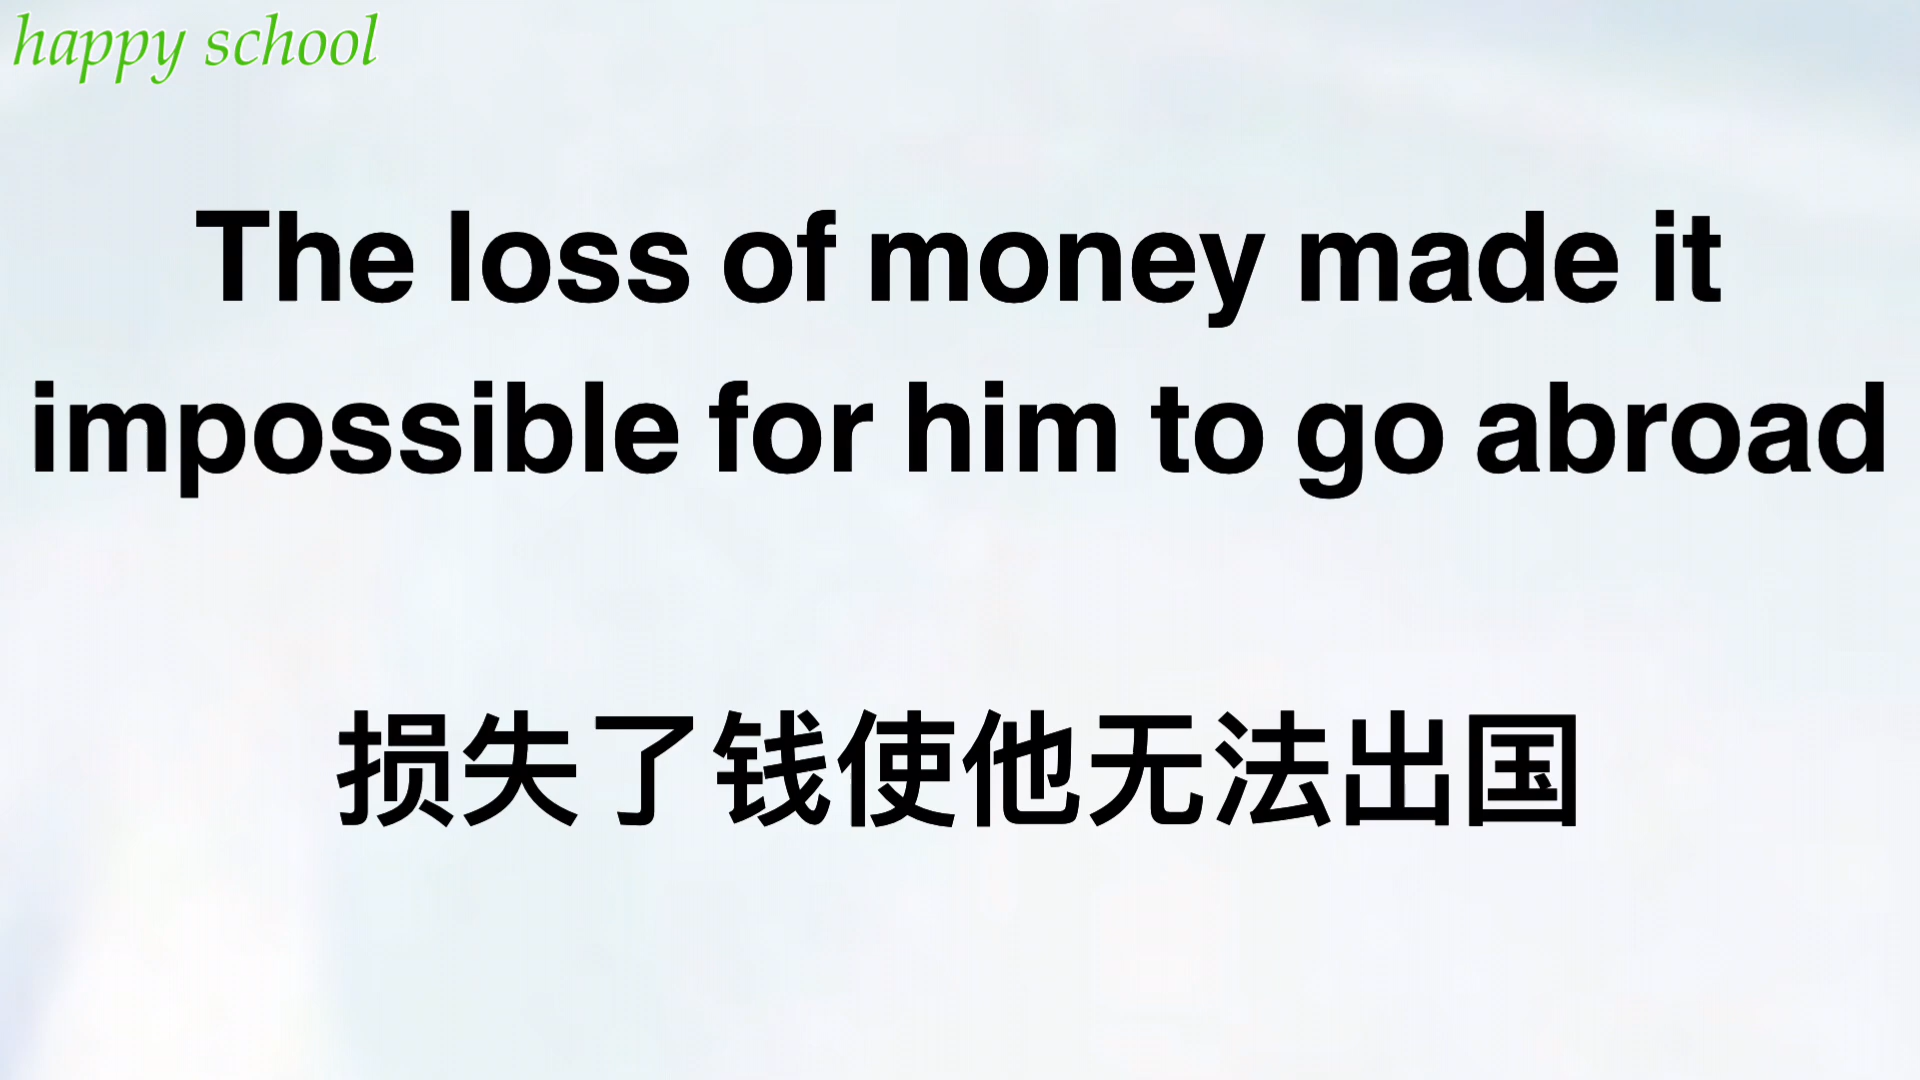 happy school
The loss of money made it
impossible for him to go abroad
损失了钱使他无法出国